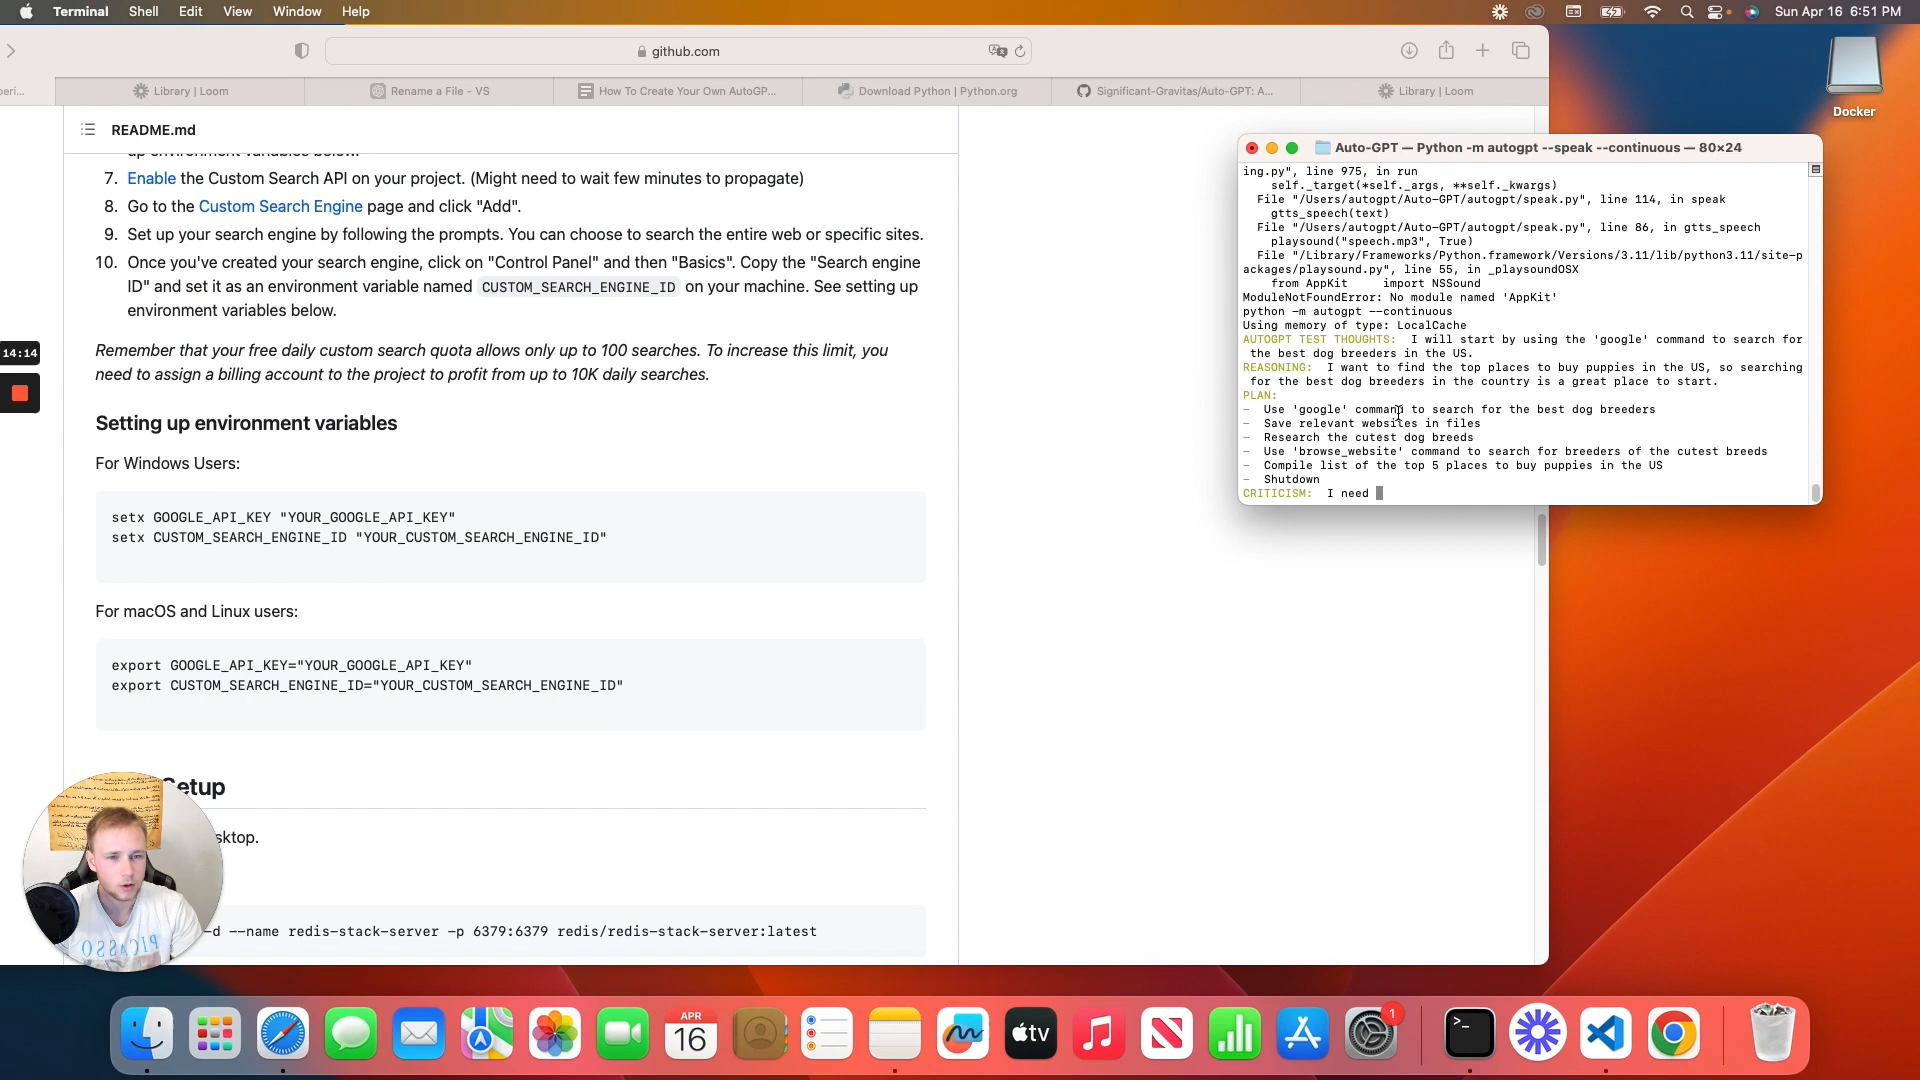 Terminal Shell Edit View Window Help
Sun Apr 16 6:51 PM
github.com
Library | Loom
Rename a File - VS
How To Create Your Own AutoGP...
Download Python | Python.org
Significant-Gravitas/Auto-GPT: A...
Library | Loom
README.md
7. Enable the Custom Search API on your project. (Might need to wait few minutes to propagate)
8. Go to the Custom Search Engine page and click "Add".
9. Set up your search engine by following the prompts. You can choose to search the entire web or specific sites.
10. Once you've created your search engine, click on "Control Panel" and then "Basics". Copy the "Search engine
ID" and set it as an environment variable named CUSTOM_SEARCH_ENGINE_ID on your machine. See setting up
environment variables below.
Remember that your free daily custom search quota allows only up to 100 searches. To increase this limit, you
need to assign a billing account to the project to profit from up to 10K daily searches.
Setting up environment variables
For Windows Users:
setx GOOGLE_API_KEY "YOUR_GOOGLE_API_KEY"
setx CUSTOM_SEARCH_ENGINE_ID "YOUR_CUSTOM_SEARCH_ENGINE_ID"
For macOS and Linux users:
export GOOGLE_API_KEY="YOUR_GOOGLE_API_KEY"
export CUSTOM_SEARCH_ENGINE_ID="YOUR_CUSTOM_SEARCH_ENGINE_ID"
Setup
sktop.
-d --name redis-stack-server -p 6379:6379 redis/redis-stack-server:latest
14:14
Auto-GPT — Python -m autogpt --speak --continuous — 80×24
ing.py", line 975, in run
self._target(*self._args, **self._kwargs)
File "/Users/autogpt/Auto-GPT/autogpt/speak.py", line 114, in speak
gtts_speech(text)
File "/Users/autogpt/Auto-GPT/autogpt/speak.py", line 86, in gtts_speech
playsound("speech.mp3", True)
File "/Library/Frameworks/Python.framework/Versions/3.11/lib/python3.11/site-p
ackages/playsound.py", line 55, in _playsoundOSX
from AppKit import NSSound
ModuleNotFoundError: No module named 'AppKit'
python -m autogpt --continuous
Using memory of type: LocalCache
AUTOGPT TEST THOUGHTS: I will start by using the 'google' command to search for
the best dog breeders in the US.
REASONING: I want to find the top places to buy puppies in the US, so searching
for the best dog breeders in the country is a great place to start.
PLAN:
- Use 'google' command to search for the best dog breeders
- Save relevant websites in files
- Research the cutest dog breeds
- Use 'browse_website' command to search for breeders of the cutest breeds
- Compile list of the top 5 places to buy puppies in the US
- Shutdown
CRITICISM: I need
Docker
PICASSO
APR
16
tv
1